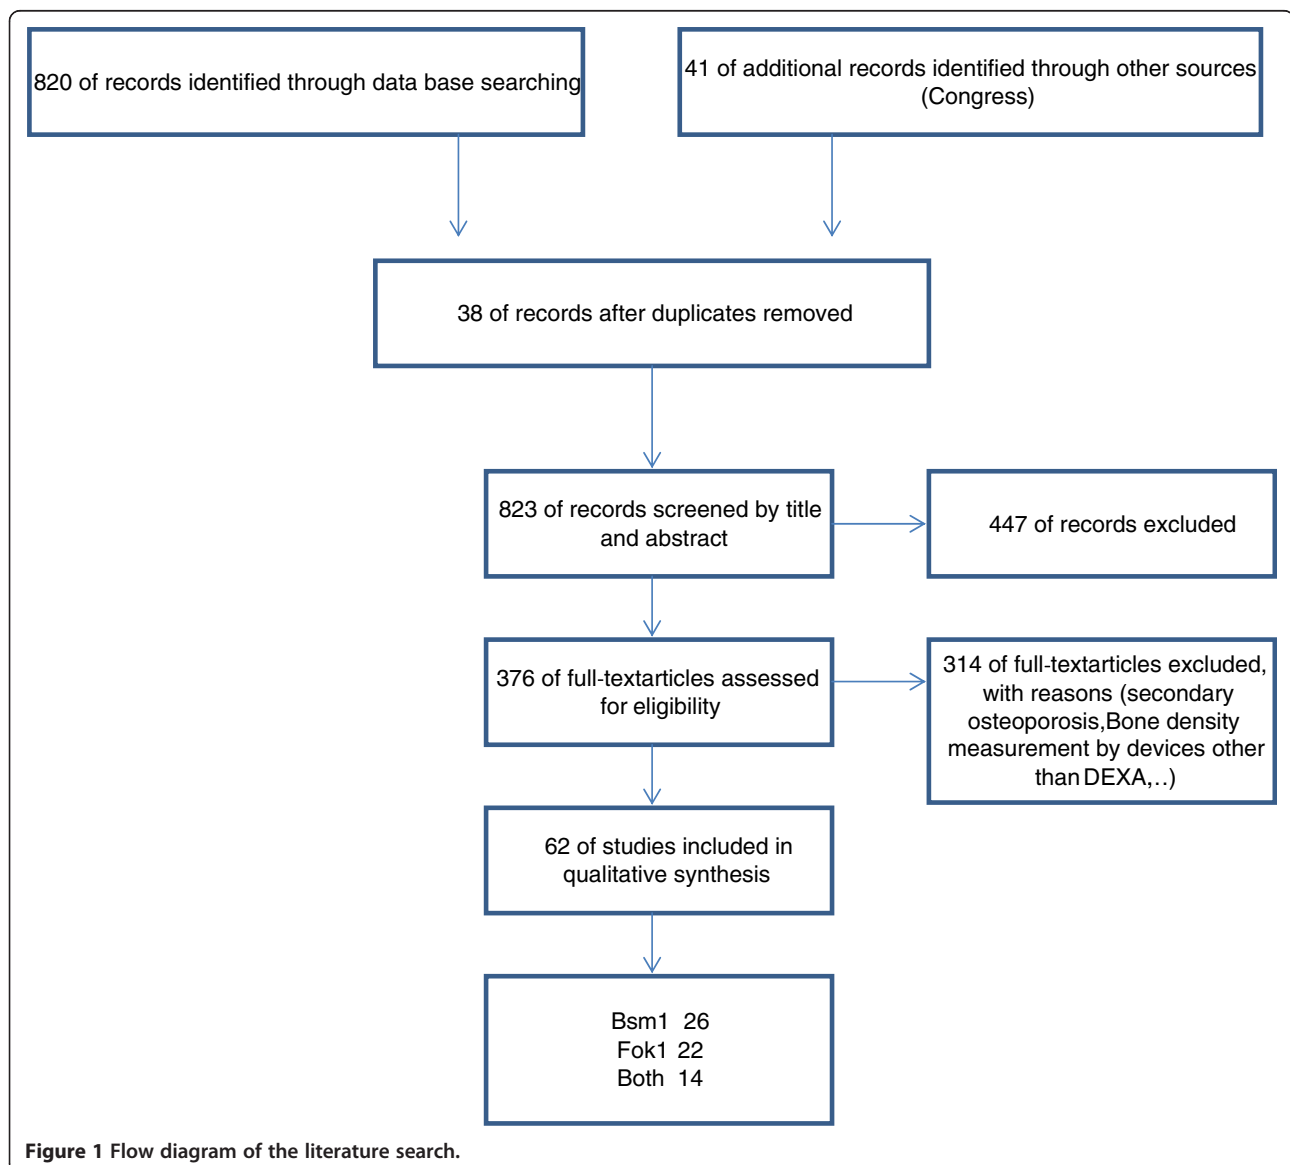 820 of records identified through data base searching
41 of additional records identified through other sources
(Congress)
38 of records after duplicates removed
823 of records screened by title
and abstract
447 of records excluded
376 of full-textarticles assessed
for eligibility
314 of full-textarticles excluded,
with reasons (secondary
osteoporosis,Bone density
measurement by devices other
than DEXA,..)
62 of studies included in
qualitative synthesis
Bsm1 26
Fok1 22
Both 14
Figure 1 Flow diagram of the literature search.